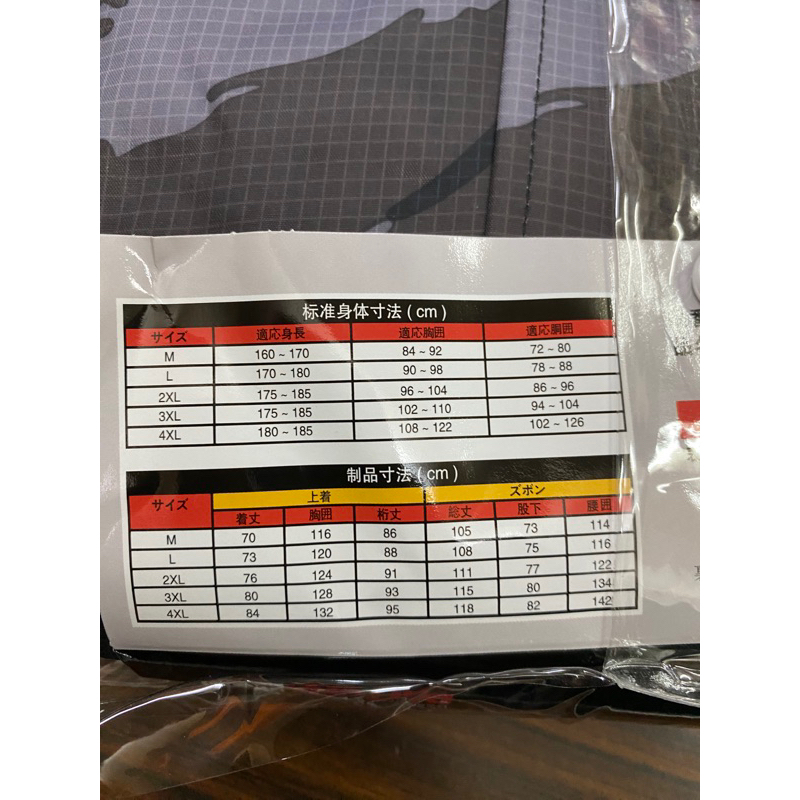 标准身体寸法 ( cm )
サイズ 適応身長 適応胸囲 適応胴囲
M 160 ~ 170 84 ~ 92 72 ~ 80
L 170 ~ 180 90 ~ 98 78 ~ 88
2XL 175 ~ 185 96 ~ 104 86 ~ 96
3XL 175 ~ 185 102 ~ 110 94 ~ 104
4XL 180 ~ 185 108 ~ 122 102 ~ 126
制品寸法 ( cm )
サイズ 上着 ズボン
着丈 胸囲 裄丈 総丈 股下 腰囲
M 70 116 86 105 73 114
L 73 120 88 108 75 116
2XL 76 124 91 111 77 122
3XL 80 128 93 115 80 134
4XL 84 132 95 118 82 142